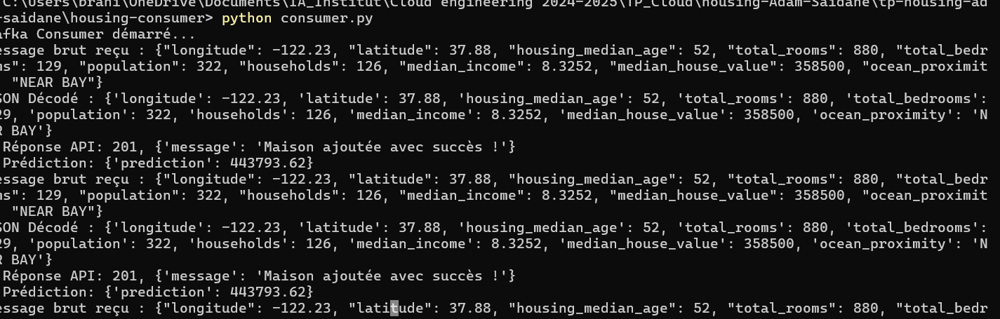 C:\Users\brahi\OneDrive\Documents\IA_Institut\Cloud engineering 2024-2025\TP_Cloud\housing-Adam-Saidane\tp-housing-ad
-saidane\housing-consumer> python consumer.py
afka Consumer démarré...
essage brut reçu : {"longitude": -122.23, "latitude": 37.88, "housing_median_age": 52, "total_rooms": 880, "total_bedr
ms": 129, "population": 322, "households": 126, "median_income": 8.3252, "median_house_value": 358500, "ocean_proximit
"NEAR BAY"}
SON Décodé : {'longitude': -122.23, 'latitude': 37.88, 'housing_median_age': 52, 'total_rooms': 880, 'total_bedrooms':
29, 'population': 322, 'households': 126, 'median_income': 8.3252, 'median_house_value': 358500, 'ocean_proximity': 'N
R BAY'}
Réponse API: 201, {'message': 'Maison ajoutée avec succès !'}
Prédiction: {'prediction': 443793.62}
essage brut reçu : {"longitude": -122.23, "latitude": 37.88, "housing_median_age": 52, "total_rooms": 880, "total_bedr
ms": 129, "population": 322, "households": 126, "median_income": 8.3252, "median_house_value": 358500, "ocean_proximit
"NEAR BAY"}
SON Décodé : {'longitude': -122.23, 'latitude': 37.88, 'housing_median_age': 52, 'total_rooms': 880, 'total_bedrooms':
29, 'population': 322, 'households': 126, 'median_income': 8.3252, 'median_house_value': 358500, 'ocean_proximity': 'N
R BAY'}
Réponse API: 201, {'message': 'Maison ajoutée avec succès !'}
Prédiction: {'prediction': 443793.62}
essage brut reçu : {"longitude": -122.23, "latitude": 37.88, "housing_median_age": 52, "total_rooms": 880, "total_bedr